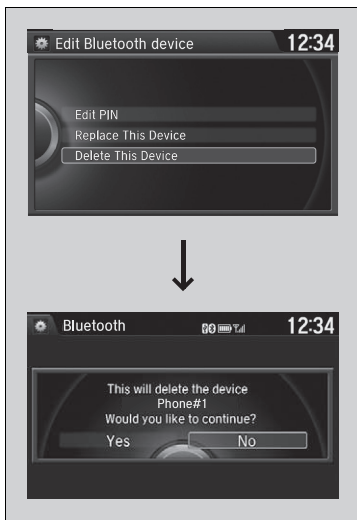 Edit Bluetooth device 12:34
Edit PIN
Replace This Device
Delete This Device
Bluetooth 12:34
This will delete the device
Phone#1
Would you like to continue?
Yes No